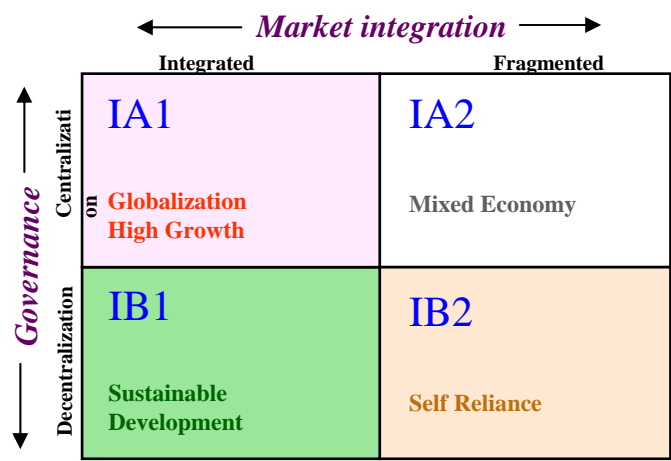 Market integration
Integrated
Fragmented
Governance
Centralizati
on
IA1
Globalization
High Growth
IA2
Mixed Economy
Decentralization
IB1
Sustainable
Development
IB2
Self Reliance